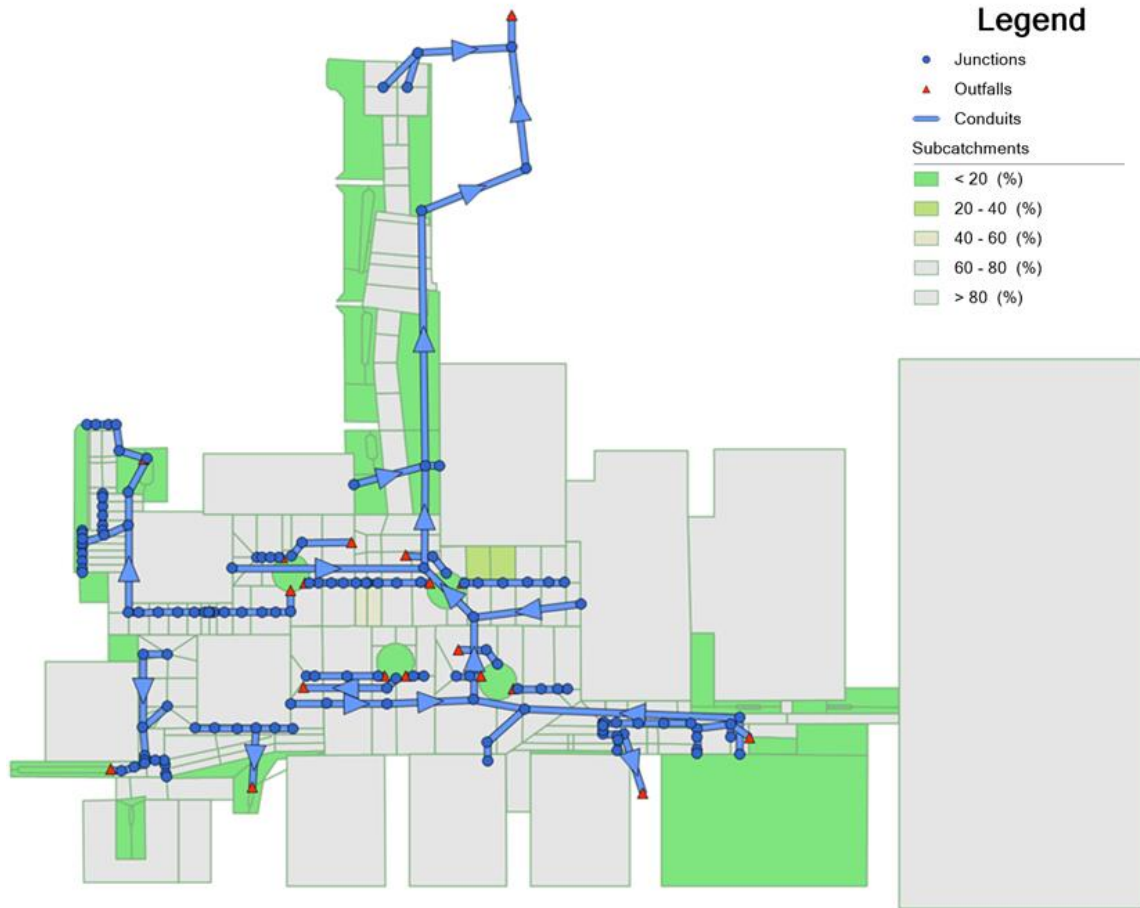 Legend
Junctions
Outfalls
Conduits
Subcatchments
< 20 (%)
20 - 40 (%)
40 - 60 (%)
60 - 80 (%)
> 80 (%)